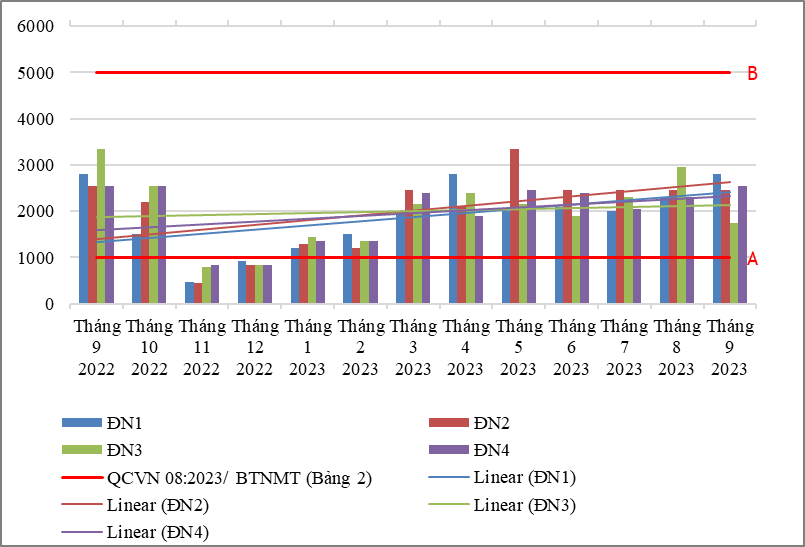 6000
5000
B
4000
3000
2000
1000
A
0
Tháng Tháng Tháng Tháng Tháng Tháng Tháng Tháng Tháng Tháng Tháng Tháng Tháng
9 10 11 12 1 2 3 4 5 6 7 8 9
2022 2022 2022 2022 2023 2023 2023 2023 2023 2023 2023 2023 2023
ĐN1 ĐN2
ĐN3 ĐN4
QCVN 08:2023/ BTNMT (Bảng 2) Linear (ĐN1)
Linear (ĐN2) Linear (ĐN3)
Linear (ĐN4)